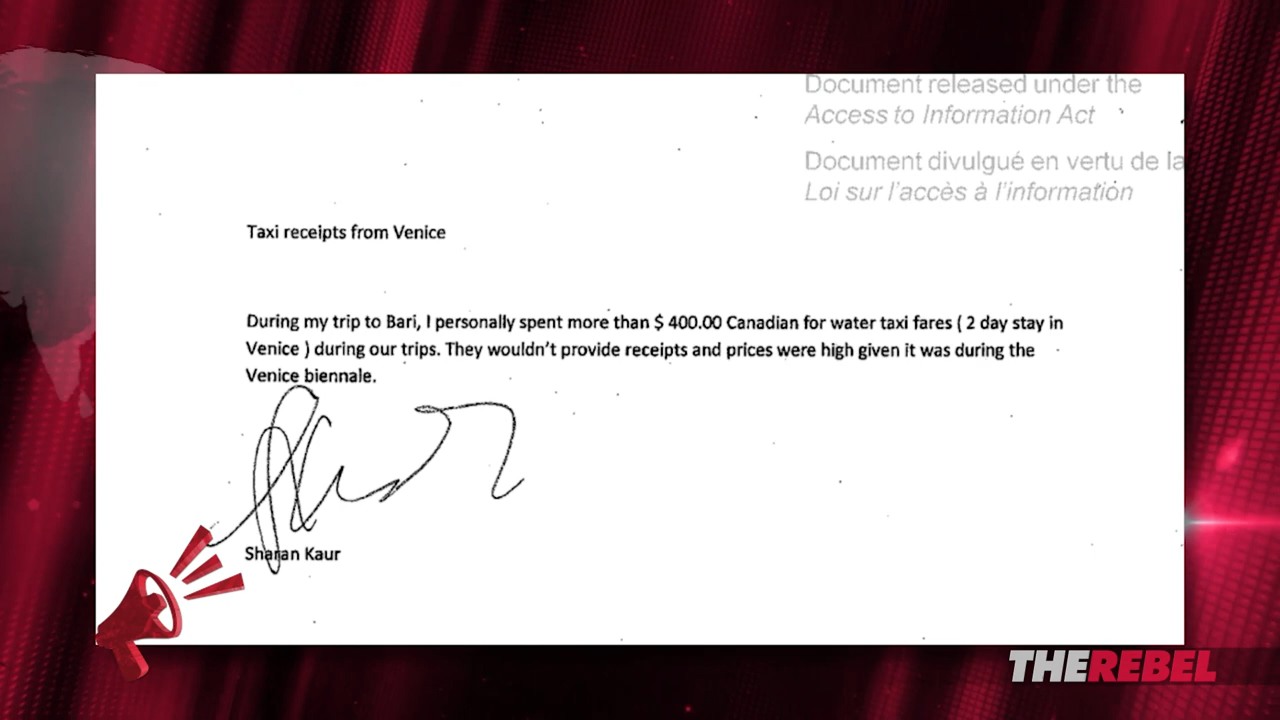 Document released under the
Access to Information Act
Document divulgué en vertu de la
Loi sur l'accès à l'information
Taxi receipts from Venice
During my trip to Bari, I personally spent more than $ 400.00 Canadian for water taxi fares ( 2 day stay in
Venice ) during our trips. They wouldn't provide receipts and prices were high given it was during the
Venice biennale.
Sharan Kaur
THEREBEL